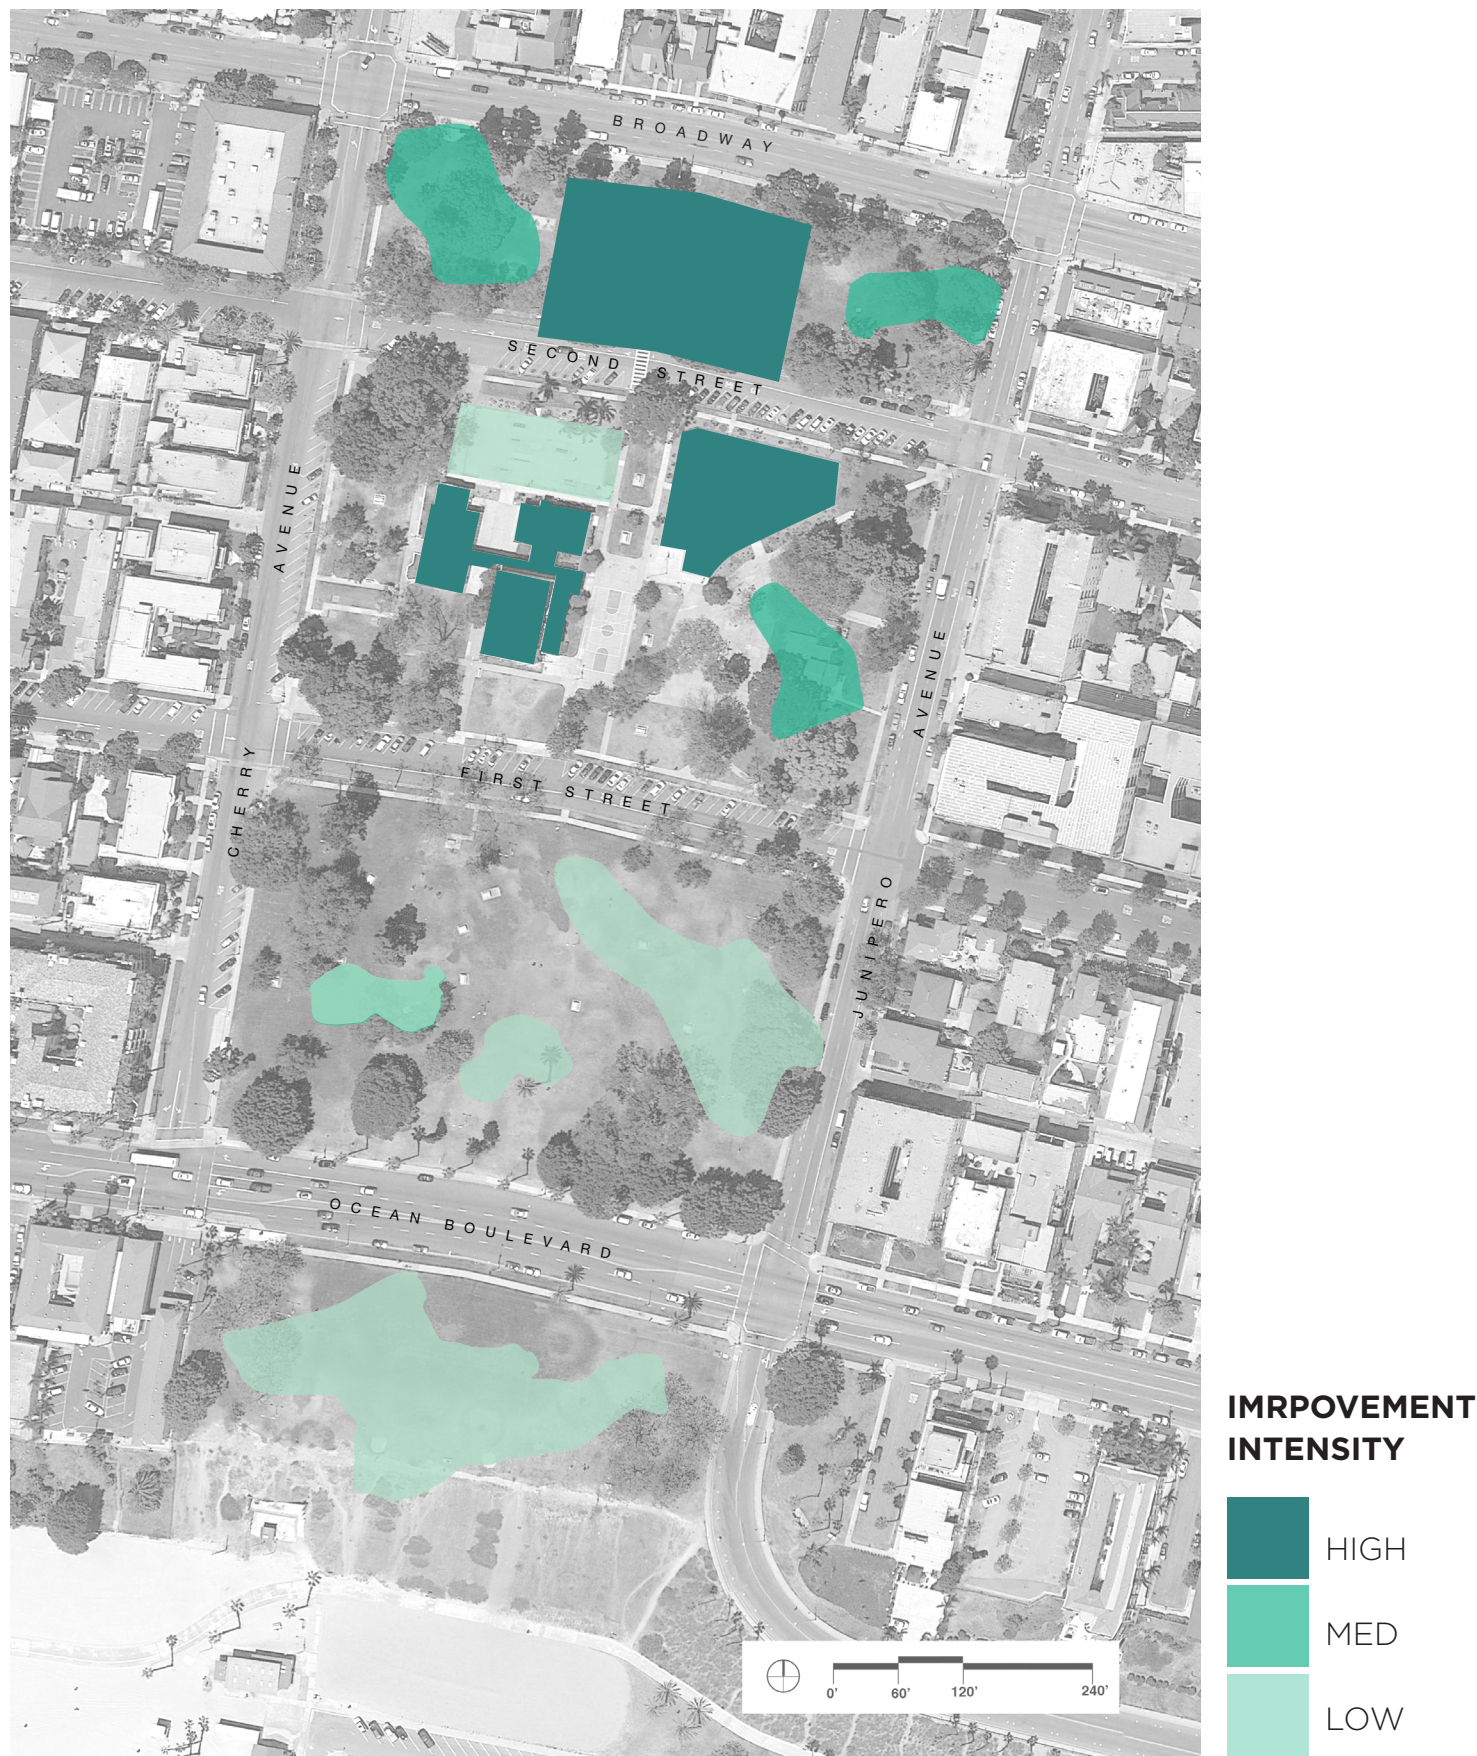 BROADWAY
SECOND STREET
AVENUE
AVENUE
CHERRY
FIRST STREET
JUNIPERO
OCEAN BOULEVARD
IMRPOVEMENT
INTENSITY
HIGH
MED
LOW
0' 60' 120' 240'